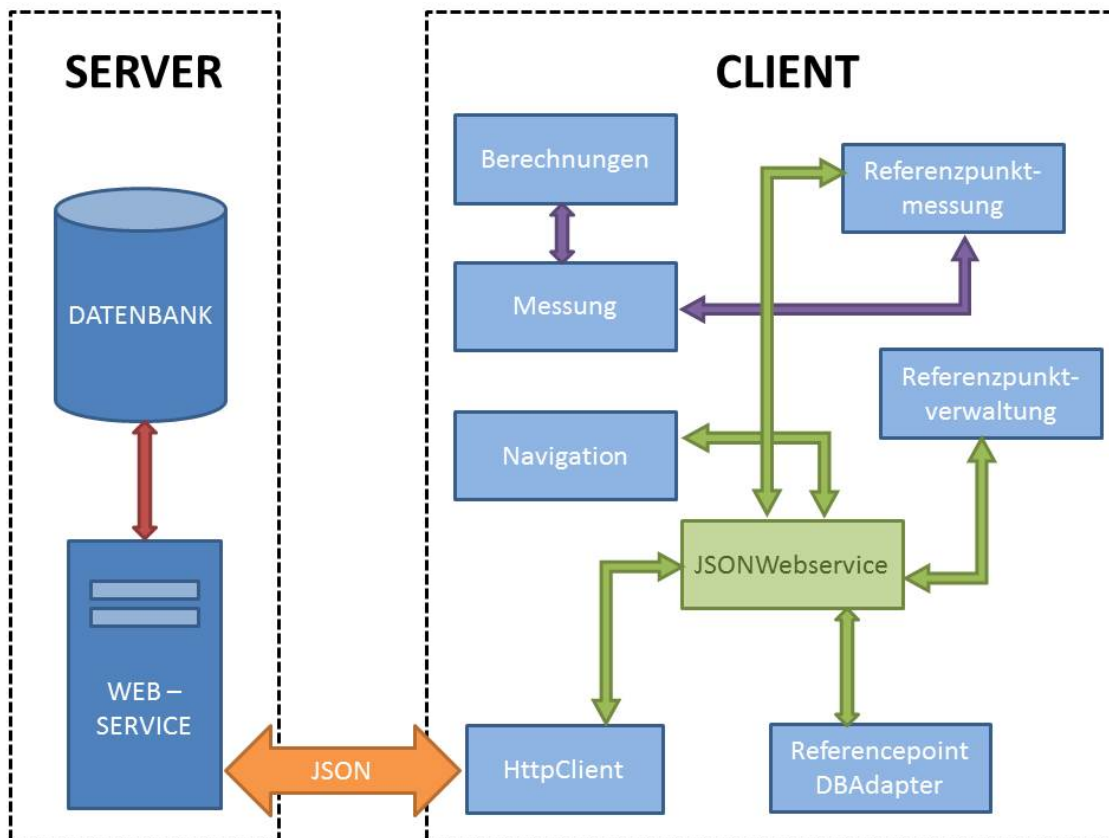 SERVER
DATENBANK
WEB –
SERVICE
JSON
CLIENT
Berechnungen
Referenzpunkt-
messung
Messung
Referenzpunkt-
verwaltung
Navigation
JSONWebservice
HttpClient
Referencepoint
DBAdapter